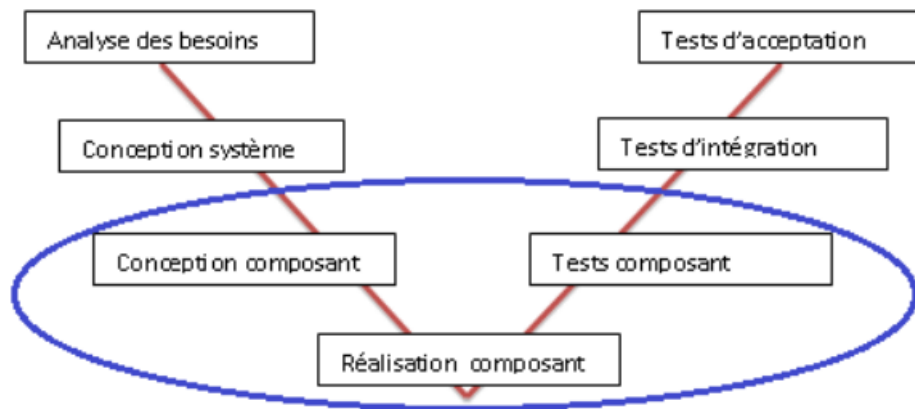 Analyse des besoins
Tests d'acceptation
Conception système
Tests d'intégration
Conception composant
Tests composant
Réalisation composant